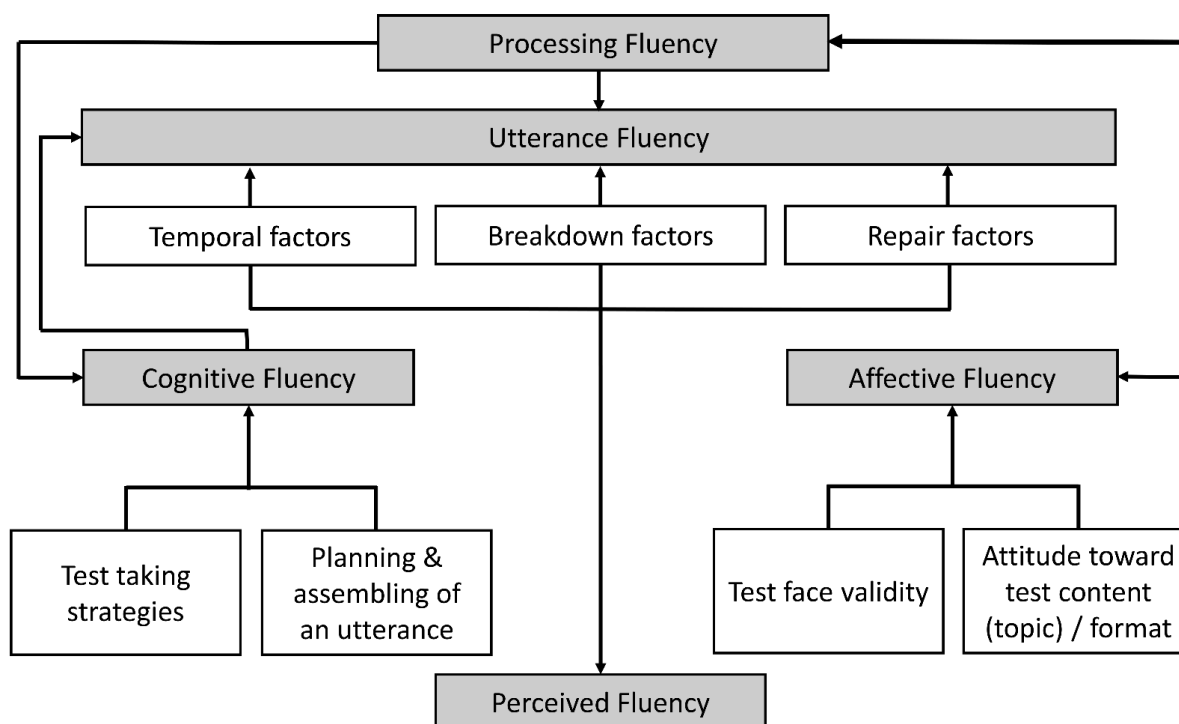 Processing Fluency
Utterance Fluency
Temporal factors
Breakdown factors
Repair factors
Cognitive Fluency
Affective Fluency
Test taking
strategies
Planning &
assembling of
an utterance
Test face validity
Attitude toward
test content
(topic) / format
Perceived Fluency